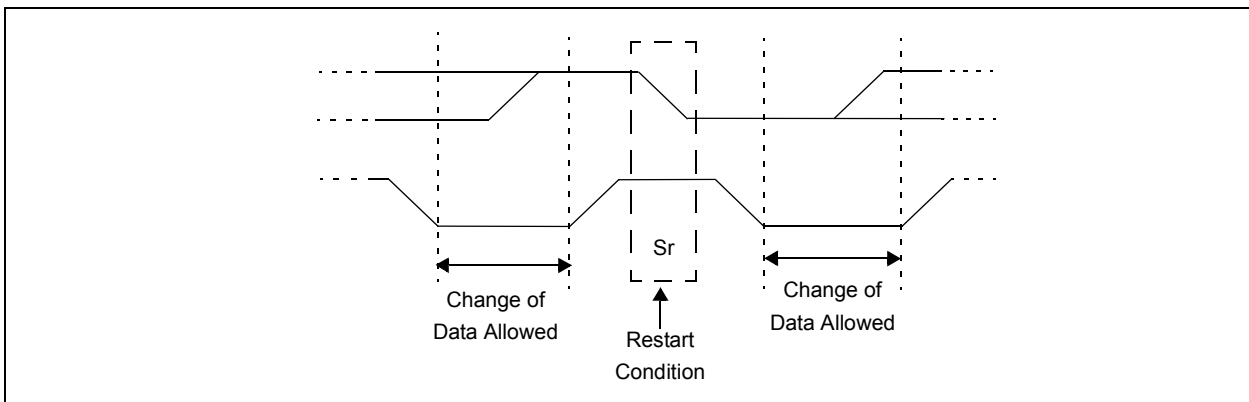 Sr
Change of
Data Allowed
Restart
Condition
Change of
Data Allowed